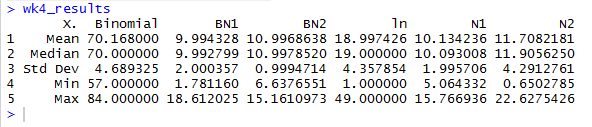 > wk4_results
X. Binomial BN1 BN2 ln N1 N2
1 Mean 70.168000 9.994328 10.9968638 18.997426 10.134236 11.7082181
2 Median 70.000000 9.992799 10.9978520 19.000000 10.093008 11.9056250
3 Std Dev 4.689325 2.000357 0.9994714 4.357854 1.995706 4.2912761
4 Min 57.000000 1.781160 6.6376551 1.000000 5.064332 0.6502785
5 Max 84.000000 18.612025 15.1610973 49.000000 15.766936 22.6275426
>